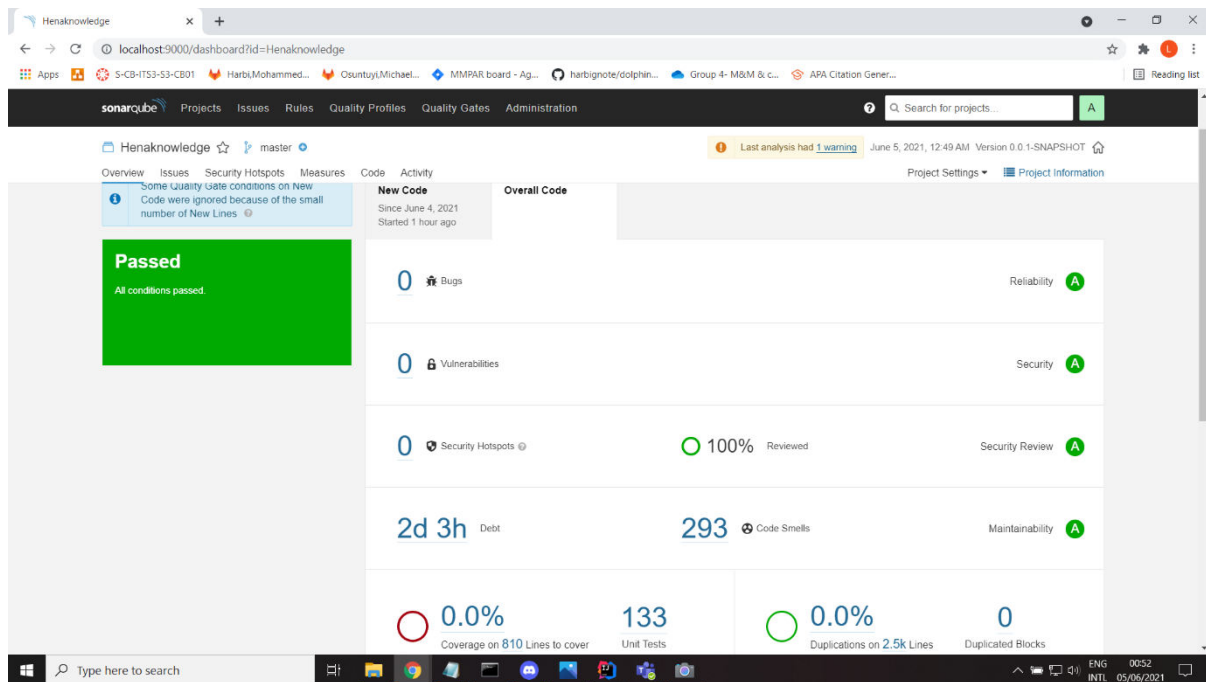 Henaknowledge
localhost:9000/dashboard?id=Henaknowledge
Apps S-CB-ITS3-S3-CB01 Harbi,Mohammed... Osuntuyi,Michael... MMPAR board - Ag... harbignote/dolphin... Group 4- M&M & c... APA Citation Gener... Reading list
sonarqube Projects Issues Rules Quality Profiles Quality Gates Administration Search for projects... A
Henaknowledge master Last analysis had 1 warning June 5, 2021, 12:49 AM Version 0.0.1-SNAPSHOT
Overview Issues Security Hotspots Measures Code Activity Project Settings Project Information
Some Quality Gate conditions on New
Code were ignored because of the small
number of New Lines
New Code
Since June 4, 2021
Started 1 hour ago
Overall Code
Passed
All conditions passed.
0 Bugs Reliability A
0 Vulnerabilities Security A
0 Security Hotspots 100% Reviewed Security Review A
2d 3h Debt 293 Code Smells Maintainability A
0.0% 133 0.0% 0
Coverage on 810 Lines to cover Unit Tests Duplications on 2.5k Lines Duplicated Blocks
Type here to search
ENG 00:52
INTL 05/06/2021